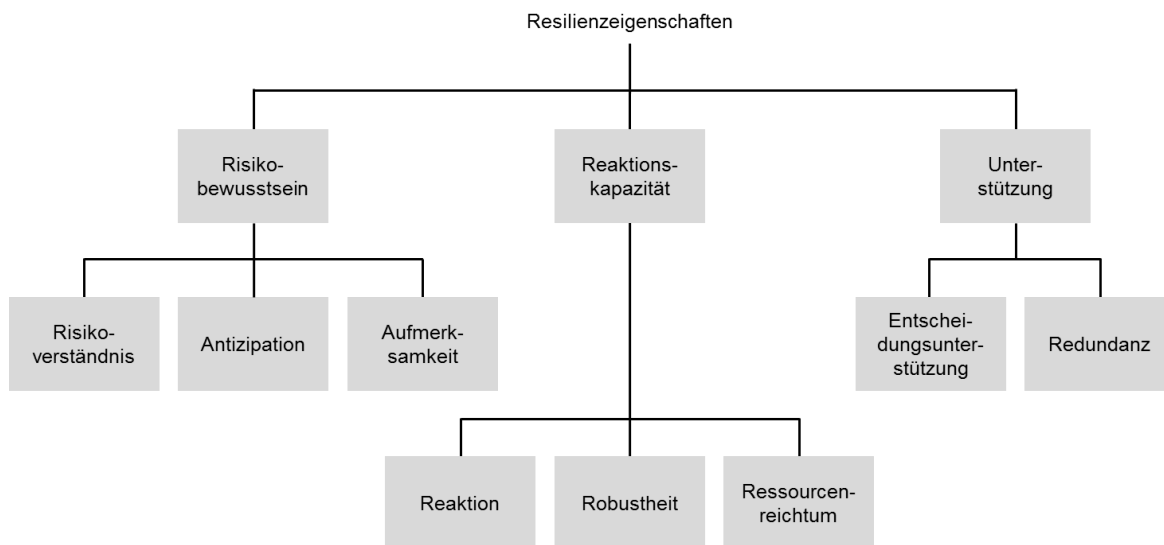 Resilienzeigenschaften
Risiko-
bewusstsein
Reaktions-
kapazität
Unter-
stützung
Risiko-
verständnis
Antizipation
Aufmerk-
samkeit
Entschei-
dungsunter-
stützung
Redundanz
Reaktion
Robustheit
Ressourcen-
reichtum